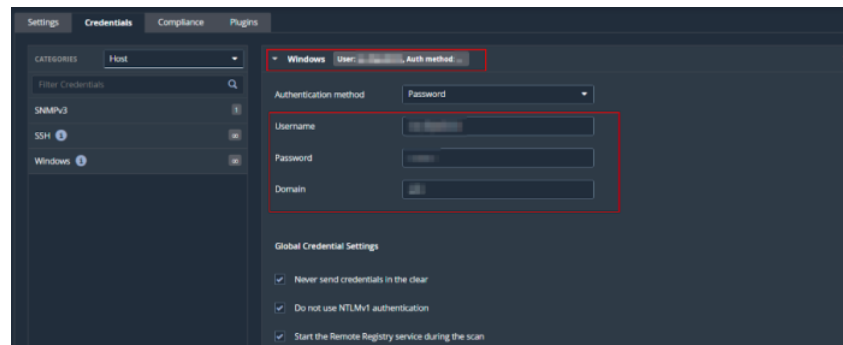 Settings Credentials Compliance Plugins
CATEGORIES Host
Filter Credentials
SNMPv3 1
SSH ∞
Windows ∞
Windows User: , Auth method: ..
Authentication method Password
Username
Password
Domain
Global Credential Settings
Never send credentials in the clear
Do not use NTLMv1 authentication
Start the Remote Registry service during the scan